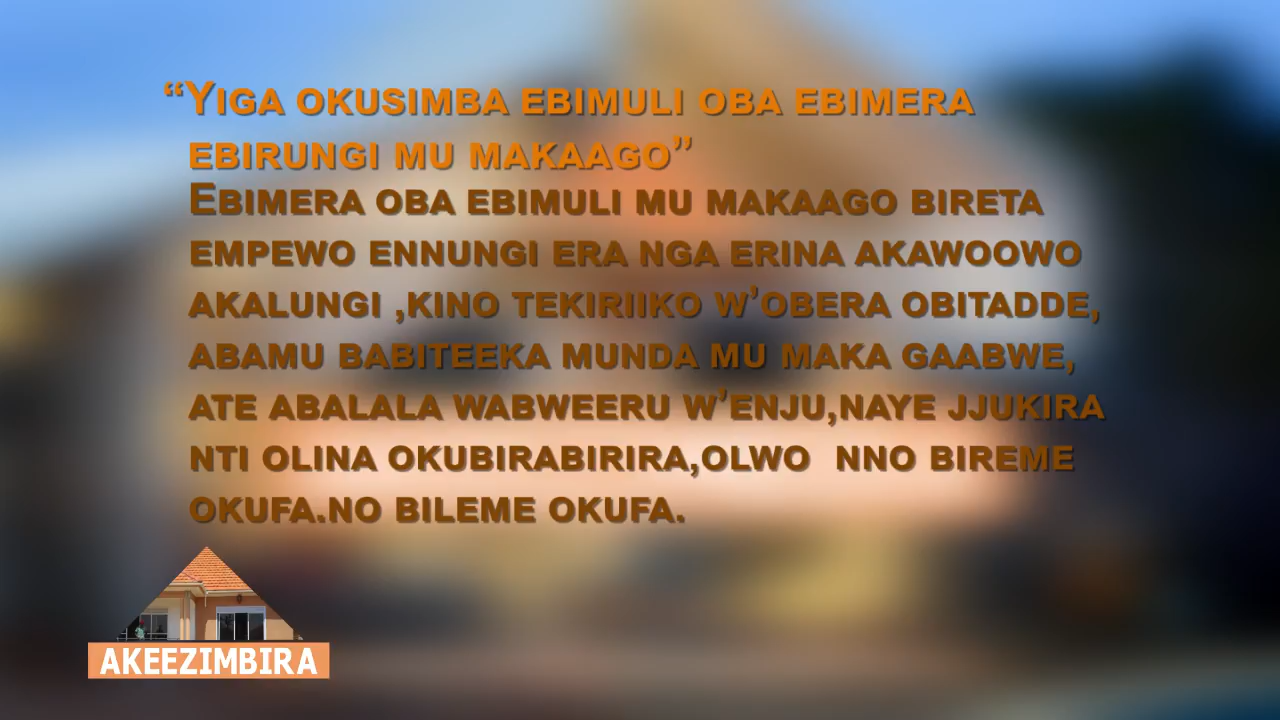 “Yiga okusimba ebimuli oba ebimera
ebirungi mu makaago”
Ebimera oba ebimuli mu makaago bireta
empewo ennungi era nga erina akawoowo
akalungi ,kino tekiriiko w’obera obitadde,
abamu babiteeka munda mu maka gaabwe,
ate abalala wabweeru w’enju,naye jjukira
nti olina okubirabirira,olwo  nno bireme
okufa.no bileme okufa.
AKEEZIMBIRA